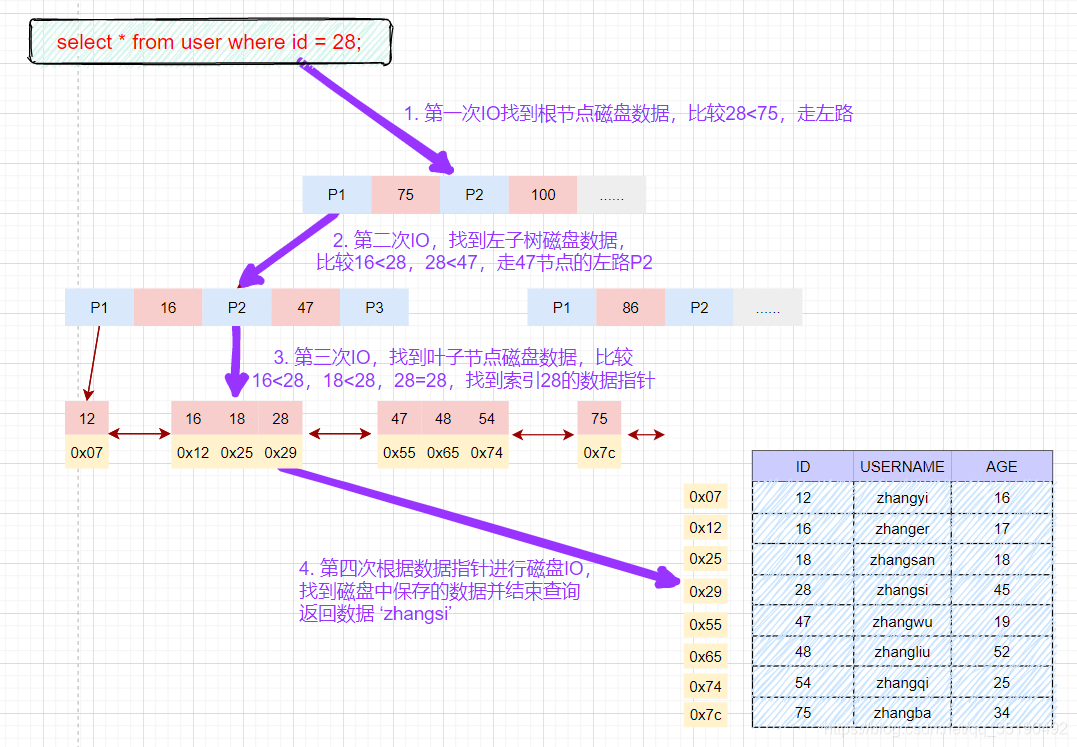 select * from user where id = 28;
1. 第一次IO找到根节点磁盘数据，比较28<75，走左路
P1 75 P2 100 ......
2. 第二次IO，找到左子树磁盘数据，
比较16<28，28<47，走47节点的左路P2
P1 16 P2 47 P3
P1 86 P2 ......
3. 第三次IO，找到叶子节点磁盘数据，比较
16<28，18<28，28=28，找到索引28的数据指针
12
0x07
16 18 28
0x12 0x25 0x29
47 48 54
0x55 0x65 0x74
75
0x7c
4. 第四次根据数据指针进行磁盘IO，
找到磁盘中保存的数据并结束查询
返回数据 ‘zhangsi’
ID USERNAME AGE
0x07 12 zhangyi 16
0x12 16 zhanger 17
0x25 18 zhangsan 18
0x29 28 zhangsi 45
0x55 47 zhangwu 19
0x65 48 zhangliu 52
0x74 54 zhangqi 25
0x7c 75 zhangba 34